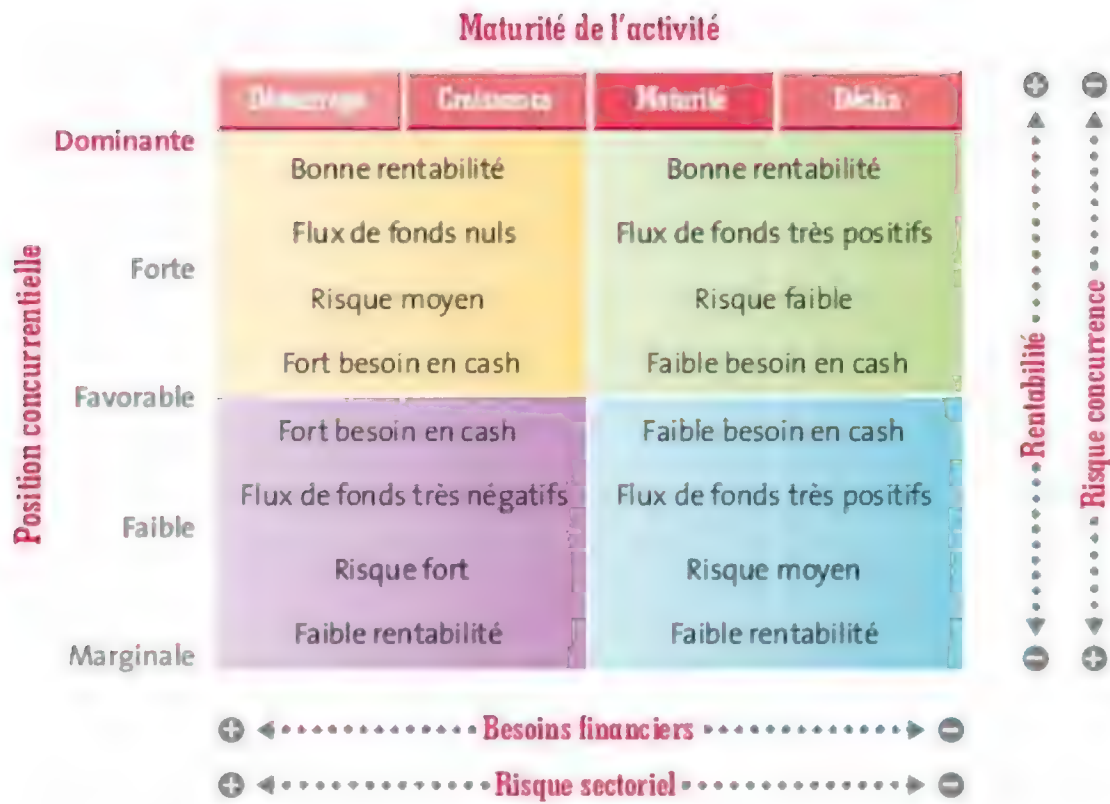 Maturité de l'activité
Démarrage Croissance Maturité Déclin
Dominante
Forte
Favorable
Faible
Marginale
Position concurrentielle
Bonne rentabilité
Flux de fonds nuls
Risque moyen
Fort besoin en cash
Bonne rentabilité
Flux de fonds très positifs
Risque faible
Faible besoin en cash
Fort besoin en cash
Flux de fonds très négatifs
Risque fort
Faible rentabilité
Faible besoin en cash
Flux de fonds très positifs
Risque moyen
Faible rentabilité
+ Rentabilité −
− Risque concurrence +
+ Besoins financiers −
+ Risque sectoriel −